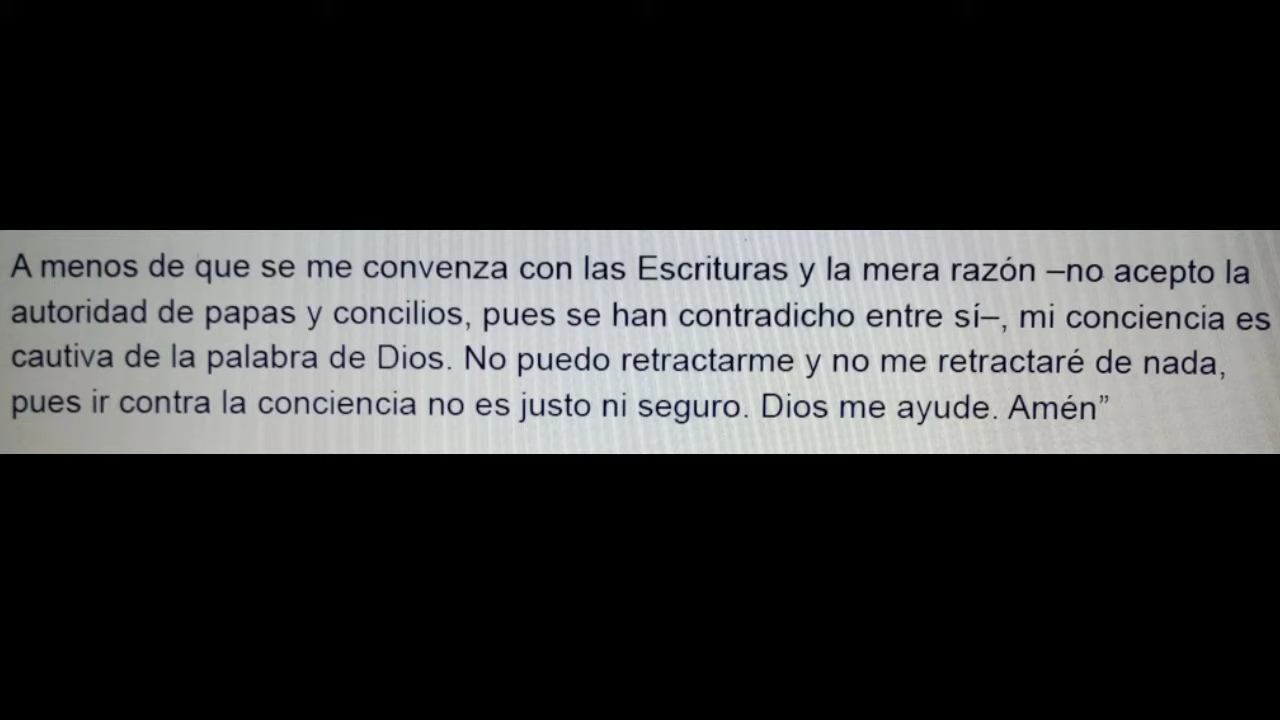 A menos de que se me convenza con las Escrituras y la mera razón –no acepto la
autoridad de papas y concilios, pues se han contradicho entre sí–, mi conciencia es
cautiva de la palabra de Dios. No puedo retractarme y no me retractaré de nada,
pues ir contra la conciencia no es justo ni seguro. Dios me ayude. Amén”